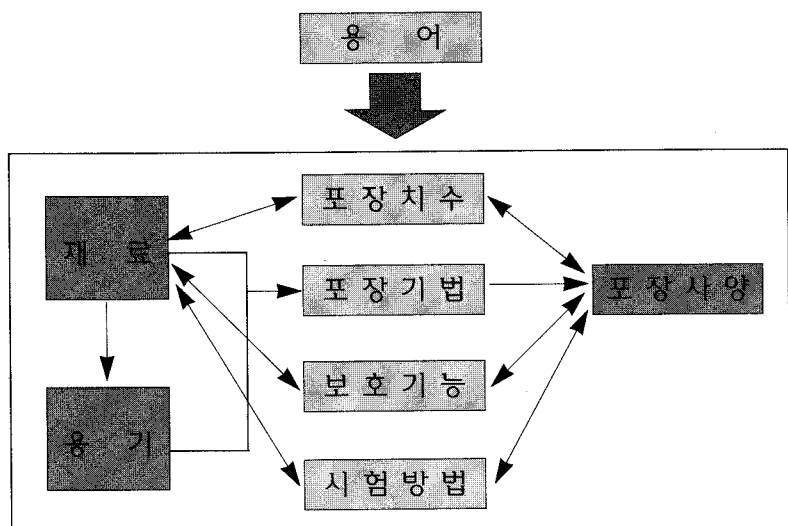 용 어
포장치수
재 료
포장기법
포장사양
보호기능
용 기
시험방법